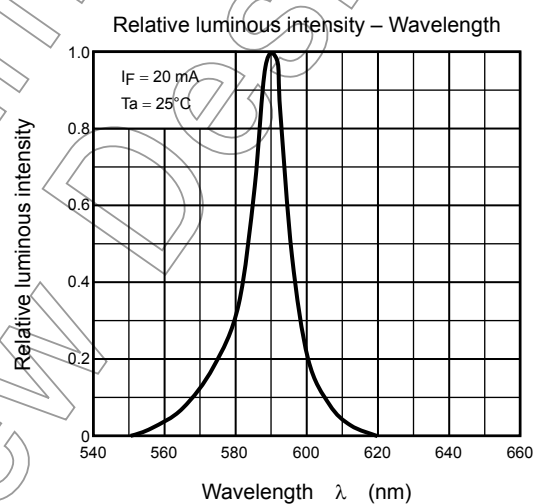 Relative luminous intensity – Wavelength
IF = 20 mA
Ta = 25°C
Relative luminous intensity
1.0
0.8
0.6
0.4
0.2
0
540 560 580 600 620 640 660
Wavelength λ (nm)